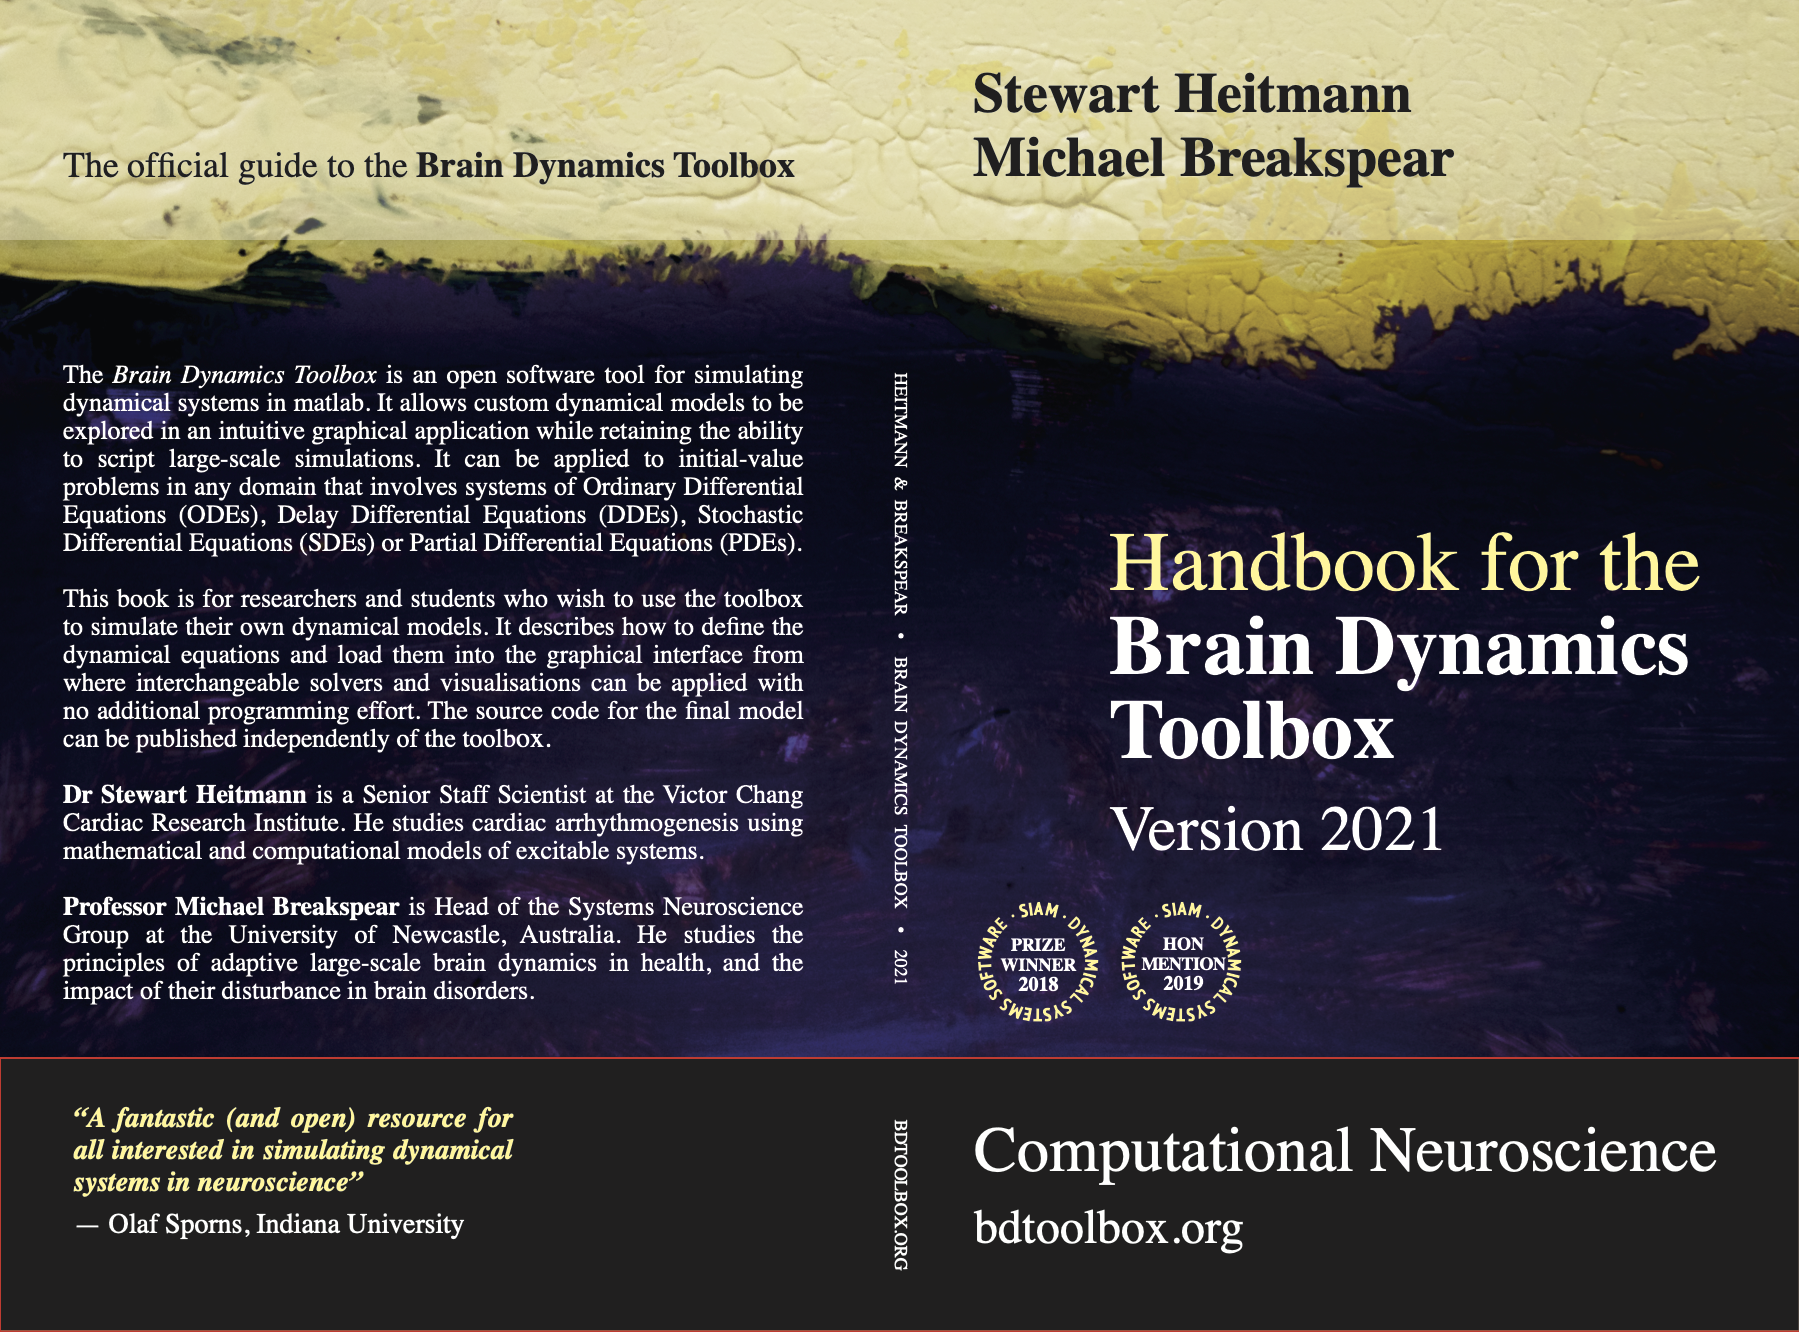 The official guide to the Brain Dynamics Toolbox
The Brain Dynamics Toolbox is an open software tool for simulating
dynamical systems in matlab. It allows custom dynamical models to be
explored in an intuitive graphical application while retaining the ability
to script large-scale simulations. It can be applied to initial-value
problems in any domain that involves systems of Ordinary Differential
Equations (ODEs), Delay Differential Equations (DDEs), Stochastic
Differential Equations (SDEs) or Partial Differential Equations (PDEs).
This book is for researchers and students who wish to use the toolbox
to simulate their own dynamical models. It describes how to define the
dynamical equations and load them into the graphical interface from
where interchangeable solvers and visualisations can be applied with
no additional programming effort. The source code for the final model
can be published independently of the toolbox.
Dr Stewart Heitmann is a Senior Staff Scientist at the Victor Chang
Cardiac Research Institute. He studies cardiac arrhythmogenesis using
mathematical and computational models of excitable systems.
Professor Michael Breakspear is Head of the Systems Neuroscience
Group at the University of Newcastle, Australia. He studies the
principles of adaptive large-scale brain dynamics in health, and the
impact of their disturbance in brain disorders.
“A fantastic (and open) resource for
all interested in simulating dynamical
systems in neuroscience”
— Olaf Sporns, Indiana University
HEITMANN & BREAKSPEAR • BRAIN DYNAMICS TOOLBOX • 2021
BDTOOLBOX.ORG
Stewart Heitmann
Michael Breakspear
Handbook for the
Brain Dynamics
Toolbox
Version 2021
· SIAM · DYNAMICAL SYSTEMS SOFTWARE
PRIZE
WINNER
2018
· SIAM · DYNAMICAL SYSTEMS SOFTWARE
HON
MENTION
2019
Computational Neuroscience
bdtoolbox.org